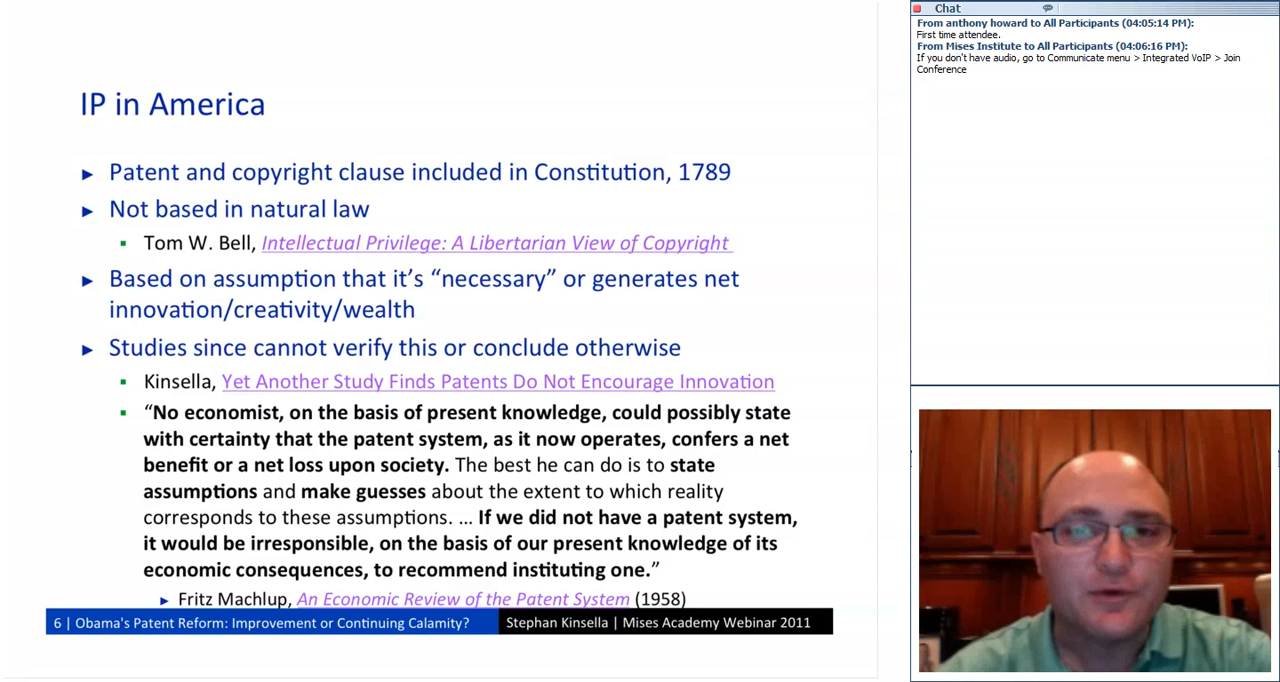 IP in America
► Patent and copyright clause included in Constitution, 1789
► Not based in natural law
▪ Tom W. Bell, Intellectual Privilege: A Libertarian View of Copyright
► Based on assumption that it’s “necessary” or generates net
innovation/creativity/wealth
► Studies since cannot verify this or conclude otherwise
▪ Kinsella, Yet Another Study Finds Patents Do Not Encourage Innovation
▪ “No economist, on the basis of present knowledge, could possibly state
with certainty that the patent system, as it now operates, confers a net
benefit or a net loss upon society. The best he can do is to state
assumptions and make guesses about the extent to which reality
corresponds to these assumptions. … If we did not have a patent system,
it would be irresponsible, on the basis of our present knowledge of its
economic consequences, to recommend instituting one.”
► Fritz Machlup, An Economic Review of the Patent System (1958)
6 | Obama's Patent Reform: Improvement or Continuing Calamity?
Stephan Kinsella | Mises Academy Webinar 2011
Chat
From anthony howard to All Participants (04:05:14 PM):
First time attendee.
From Mises Institute to All Participants (04:06:16 PM):
If you don't have audio, go to Communicate menu > Integrated VoIP > Join
Conference